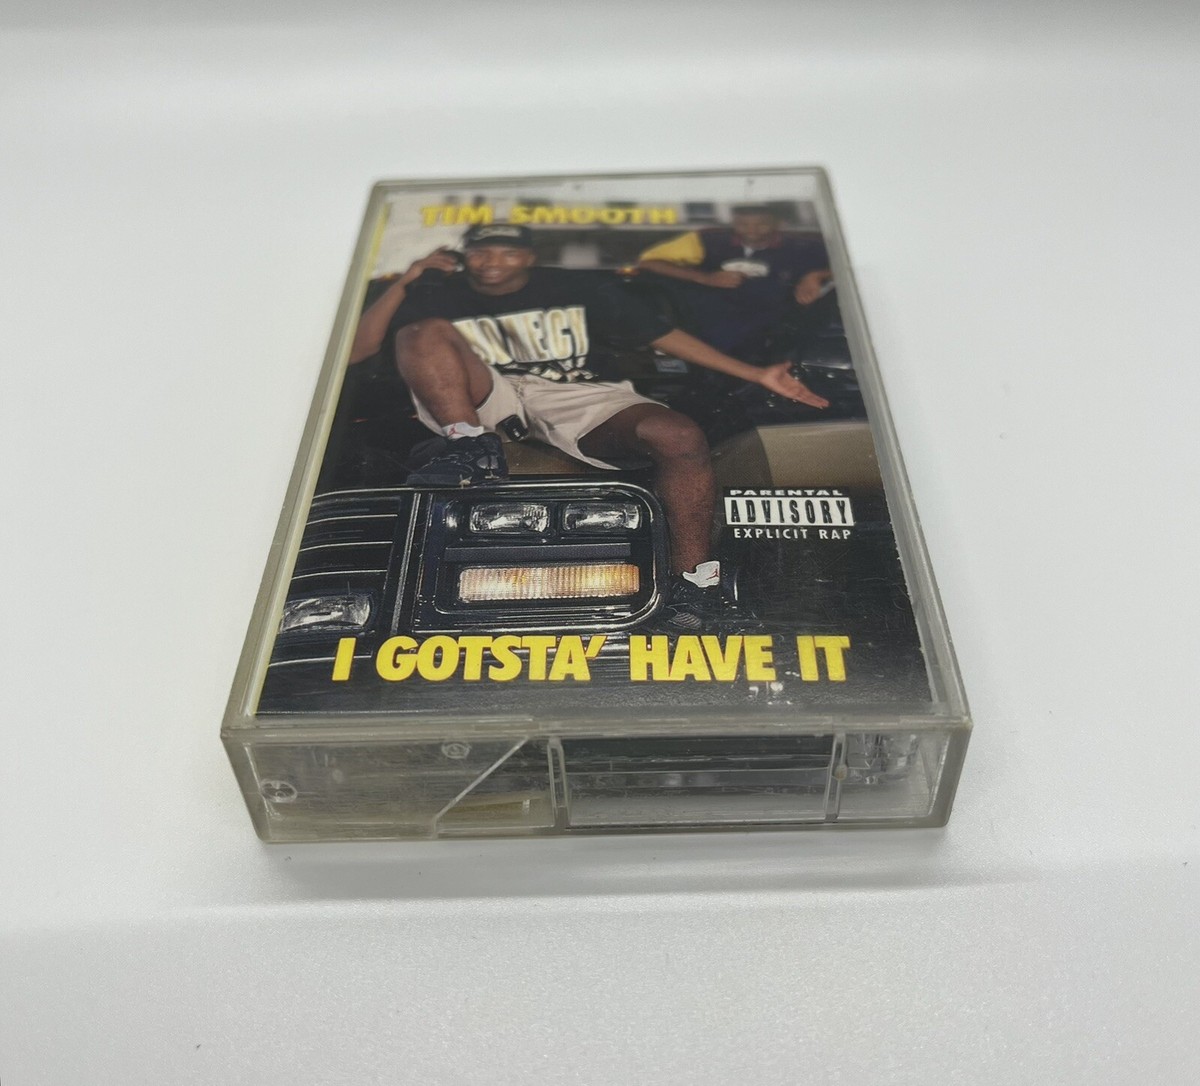 TIM SMOOTH
PARENTAL
ADVISORY
EXPLICIT RAP
I GOTSTA' HAVE IT